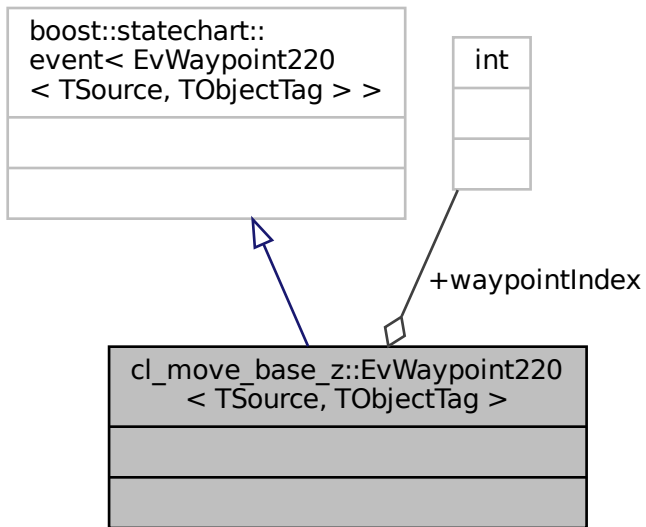 boost::statechart::
event< EvWaypoint220
< TSource, TObjectTag > >
int
+waypointIndex
cl_move_base_z::EvWaypoint220
< TSource, TObjectTag >